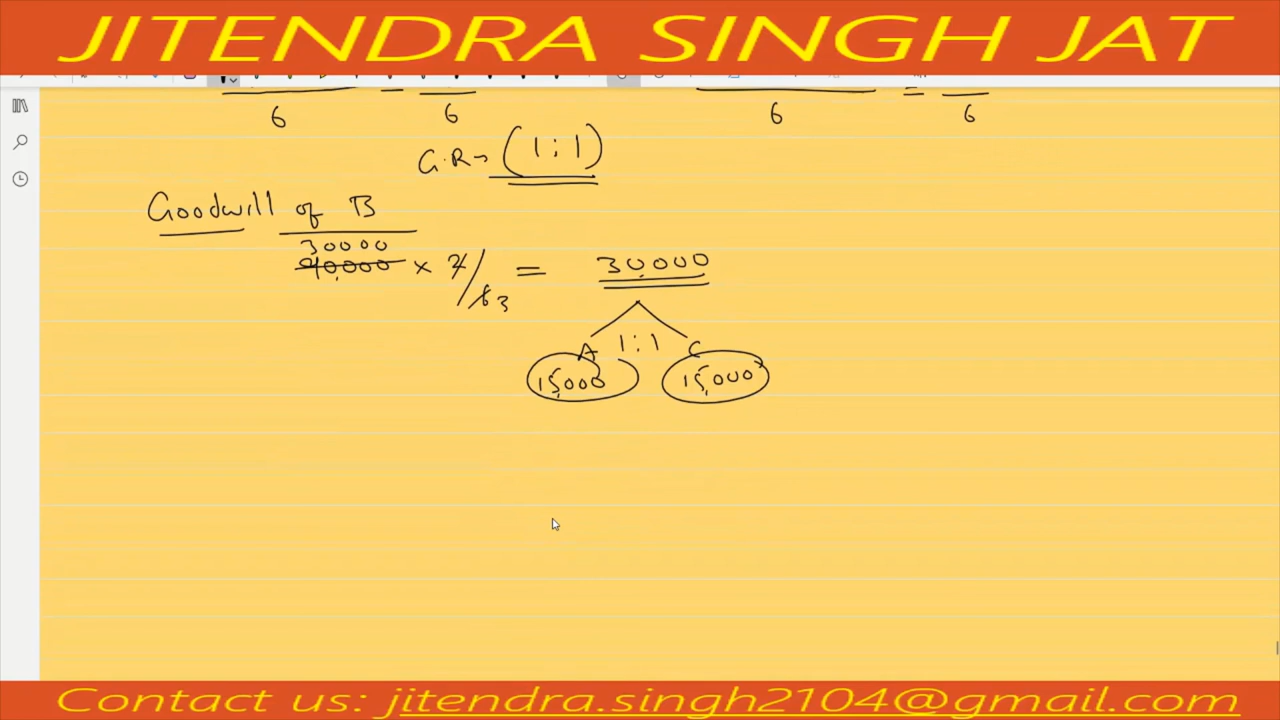 JITENDRA SINGH JAT
6 = 6 6 = 6
G.R → (1:1)
Goodwill of B
30000
90,000 × 2/6 3 = 30,000
A 1:1 C
15,000 15,000
Contact us: jitendra.singh2104@gmail.com